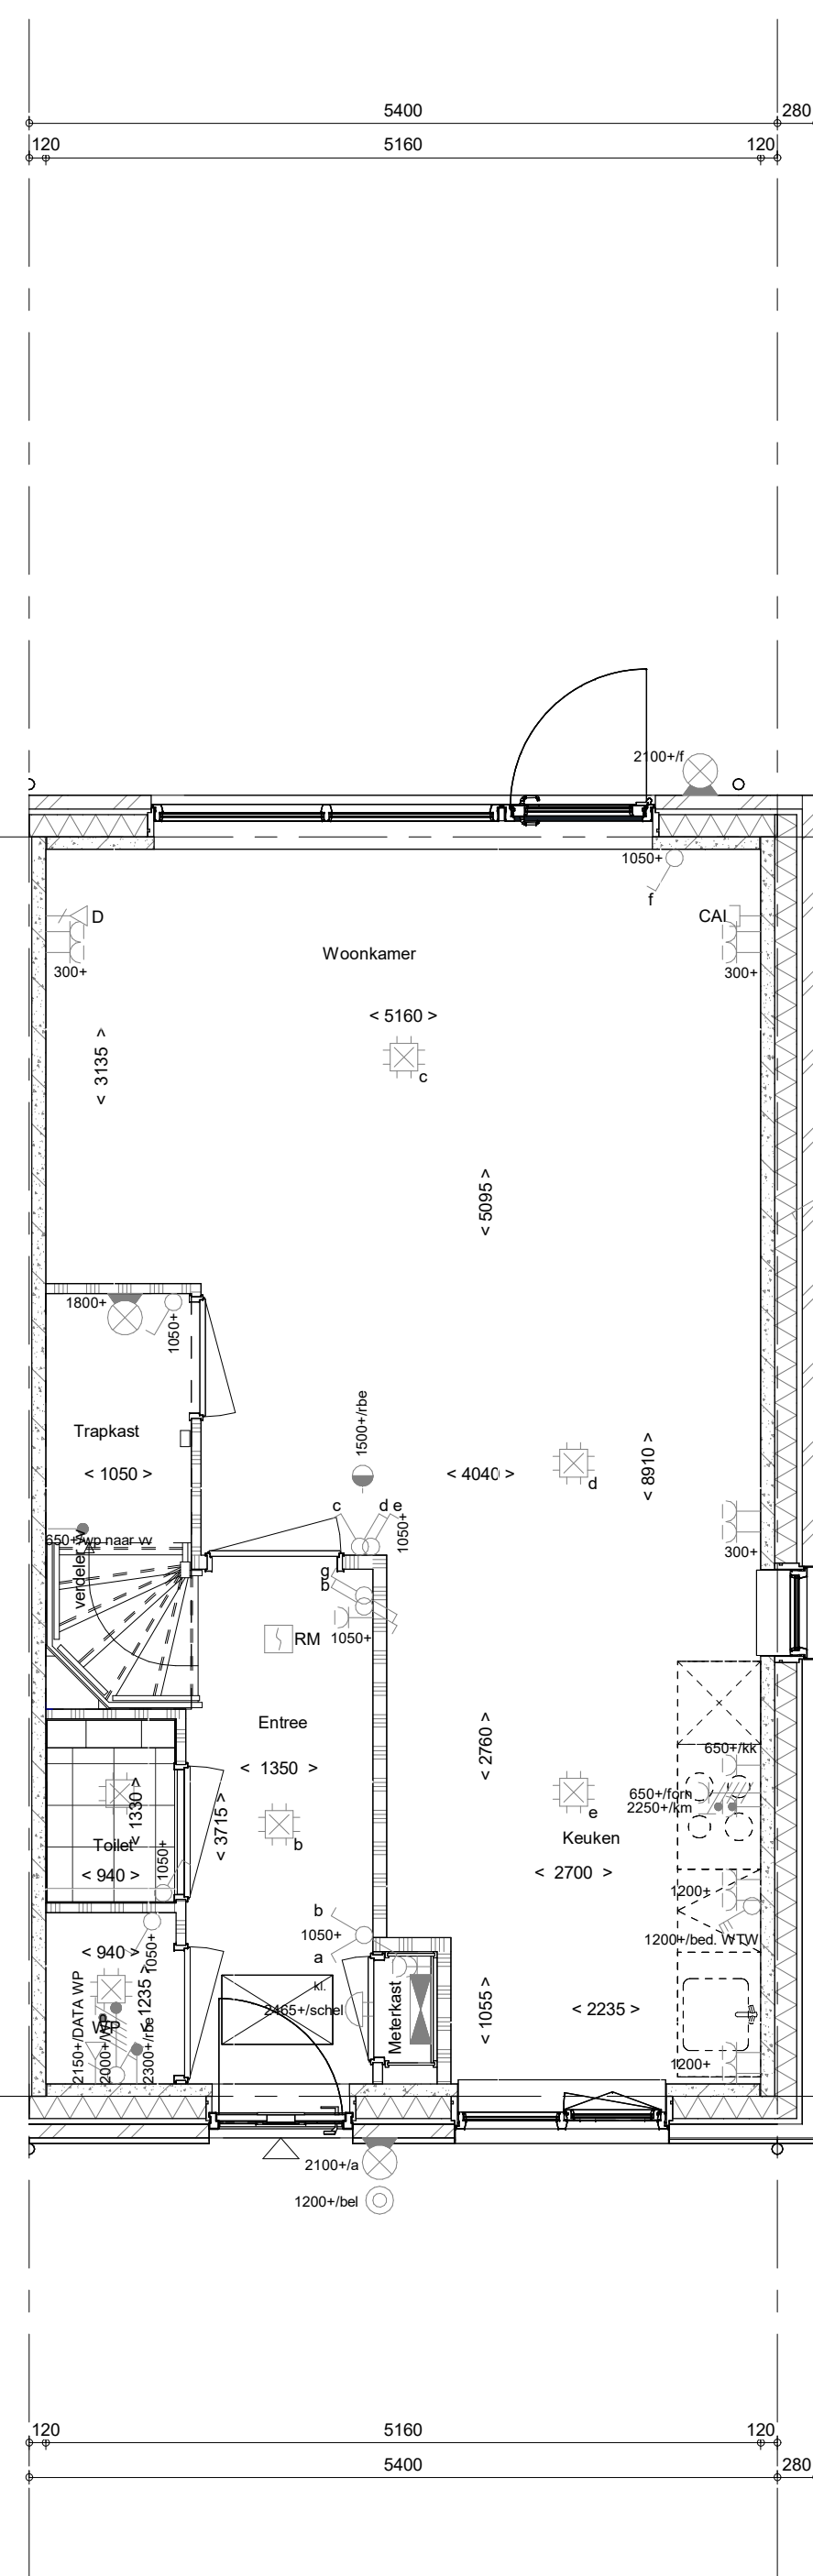 5400
280
120
5160
120
2100+/f
1050+
f
D
CAI
300+
300+
Woonkamer
< 5160 >
< 3135 >
c
< 5095 >
1800+
1050+
Trapkast
< 1050 >
1500+/rbe
< 4040 >
< 8910 >
d
c
d e
1050+
650+/wp naar vv
verdeler vv
300+
g
b
1050+
RM
Entree
< 1350 >
< 2760 >
650+/kk
650+/forn
2250+/km
e
Keuken
< 2700 >
< 1330 >
< 3715 >
b
Toilet
< 940 >
1050+
1200+
1200+/bed. WTW
b
1050+
a
< 940 >
1050+
1235 >
kl.
2465+/schel
Meterkast
< 1055 >
< 2235 >
WP
2150+/DATA WP
2000+/WP
2300+/rbe
1200+
2100+/a
1200+/bel
120
5160
120
5400
280